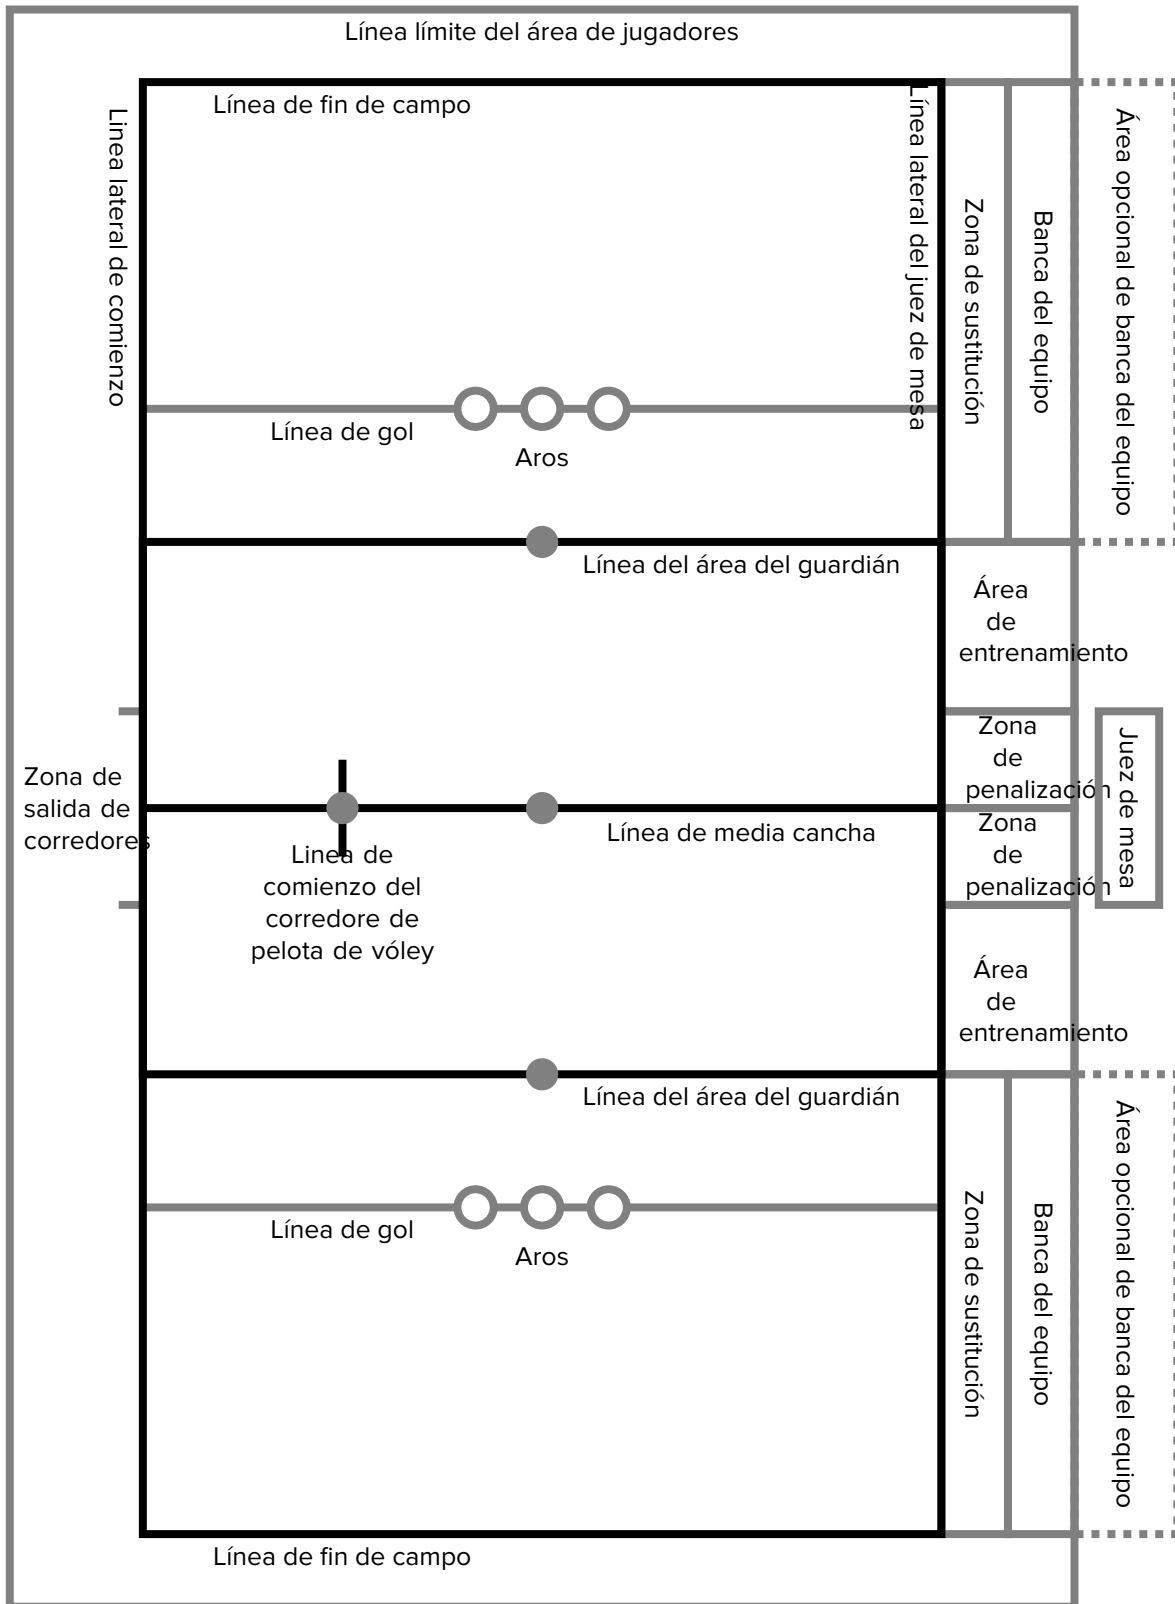 Línea límite del área de jugadores
Línea de fin de campo
Linea lateral de comienzo
Línea lateral del juez de mesa
Zona de sustitución
Banca del equipo
Área opcional de banca del equipo
Línea de gol
Aros
Línea del área del guardián
Área
de
entrenamiento
Zona
de
penalización
Juez de mesa
Zona de
salida de
corredores
Línea de media cancha
Zona
de
penalización
Linea de
comienzo del
corredore de
pelota de vóley
Área
de
entrenamiento
Línea del área del guardián
Línea de gol
Aros
Zona de sustitución
Banca del equipo
Área opcional de banca del equipo
Línea de fin de campo